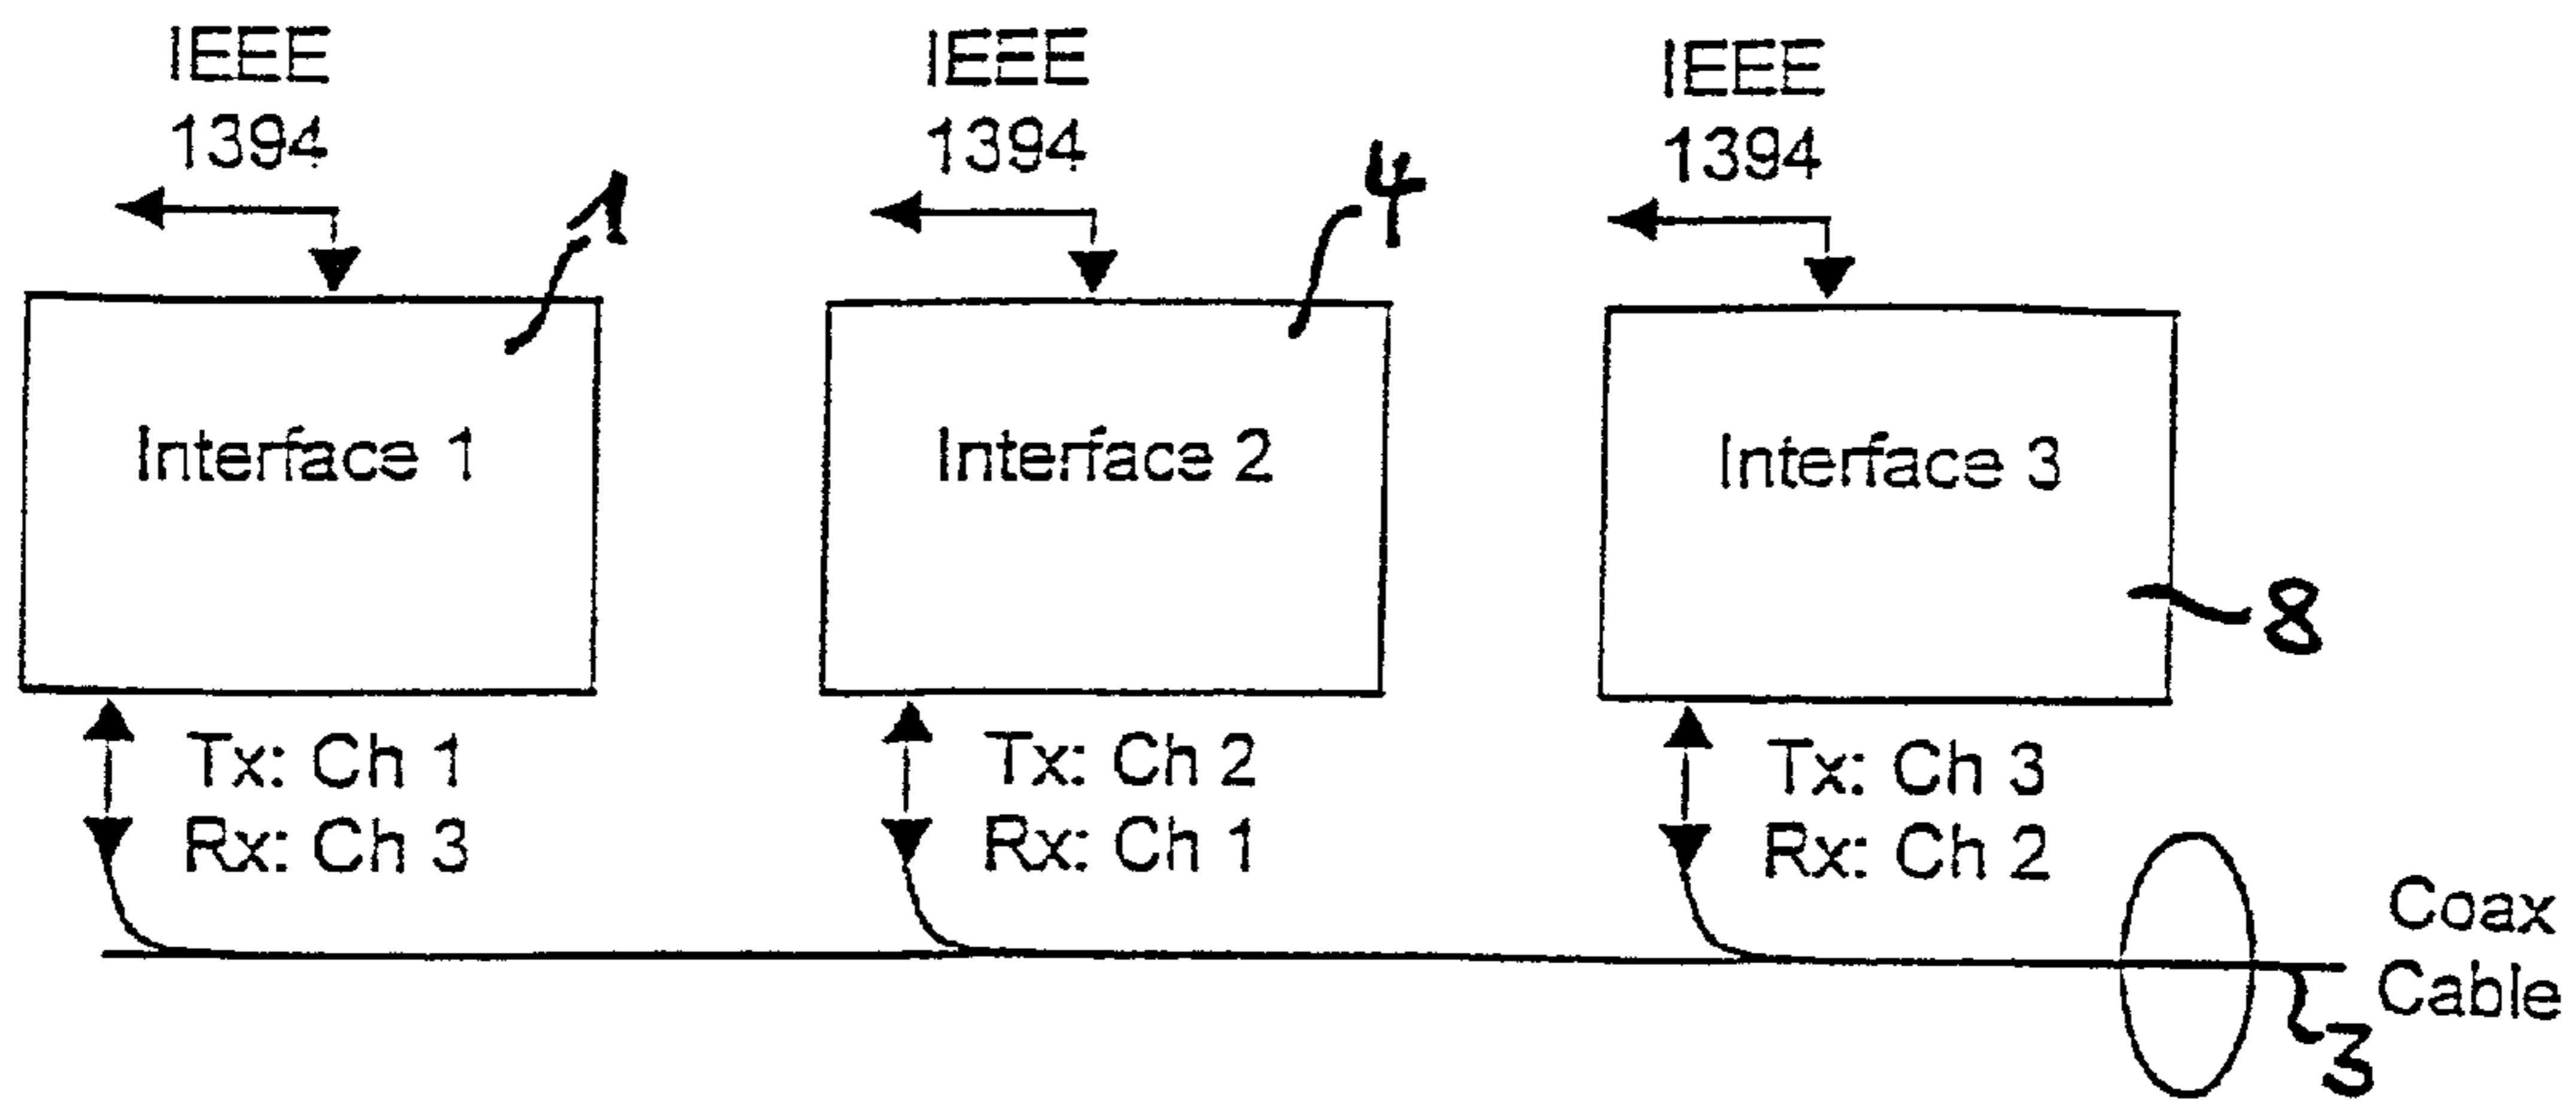 IEEE
1394
IEEE
1394
IEEE
1394
1
4
Interface 1
Interface 2
Interface 3
8
Tx: Ch 1
Rx: Ch 3
Tx: Ch 2
Rx: Ch 1
Tx: Ch 3
Rx: Ch 2
Coax
Cable
3